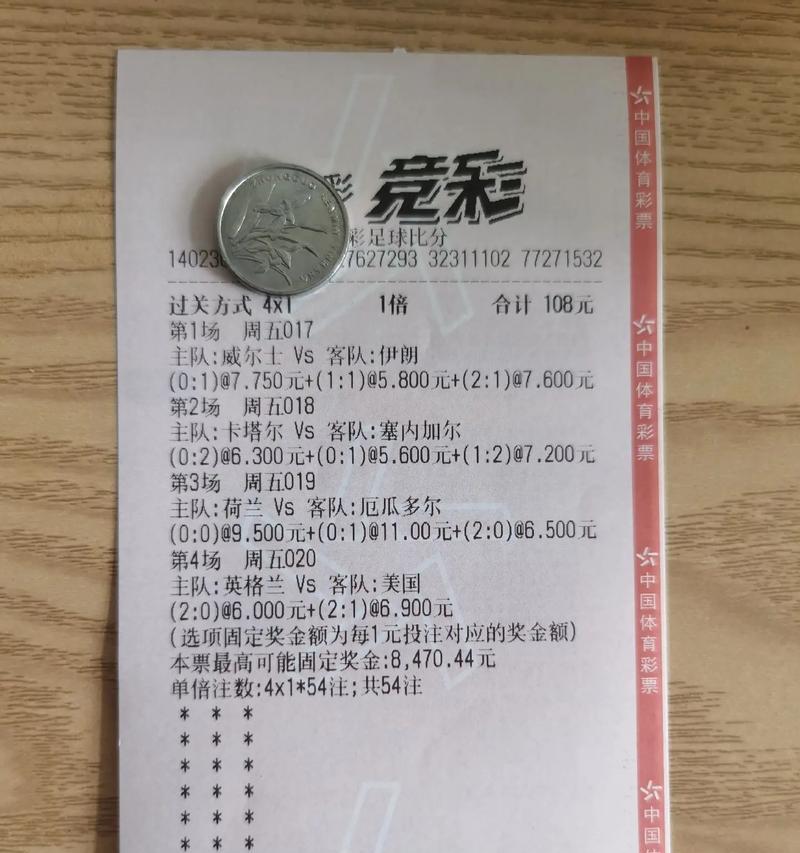 彩 竞彩
彩足球比分
14023 7627293 32311102 77271532
过关方式 4x1 1倍 合计 108元
第1场 周五017
主队:威尔士 Vs 客队:伊朗
(0:1)@7.750元+(1:1)@5.800元+(2:1)@7.600元
第2场 周五018
主队:卡塔尔 Vs 客队:塞内加尔
(0:2)@6.300元+(0:1)@5.600元+(1:2)@7.200元
第3场 周五019
主队:荷兰 Vs 客队:厄瓜多尔
(0:0)@9.500元+(0:1)@11.00元+(2:0)@6.500元
第4场 周五020
主队:英格兰 Vs 客队:美国
(2:0)@6.000元+(2:1)@6.900元
(选项固定奖金额为每1元投注对应的奖金额)
本票最高可能固定奖金:8,470.44元
单倍注数:4x1*54注;共54注
* * *
* * *
* * *
* * *
* * *
* * *
中国体育彩票
中国体育彩票
中国体育彩票
中国